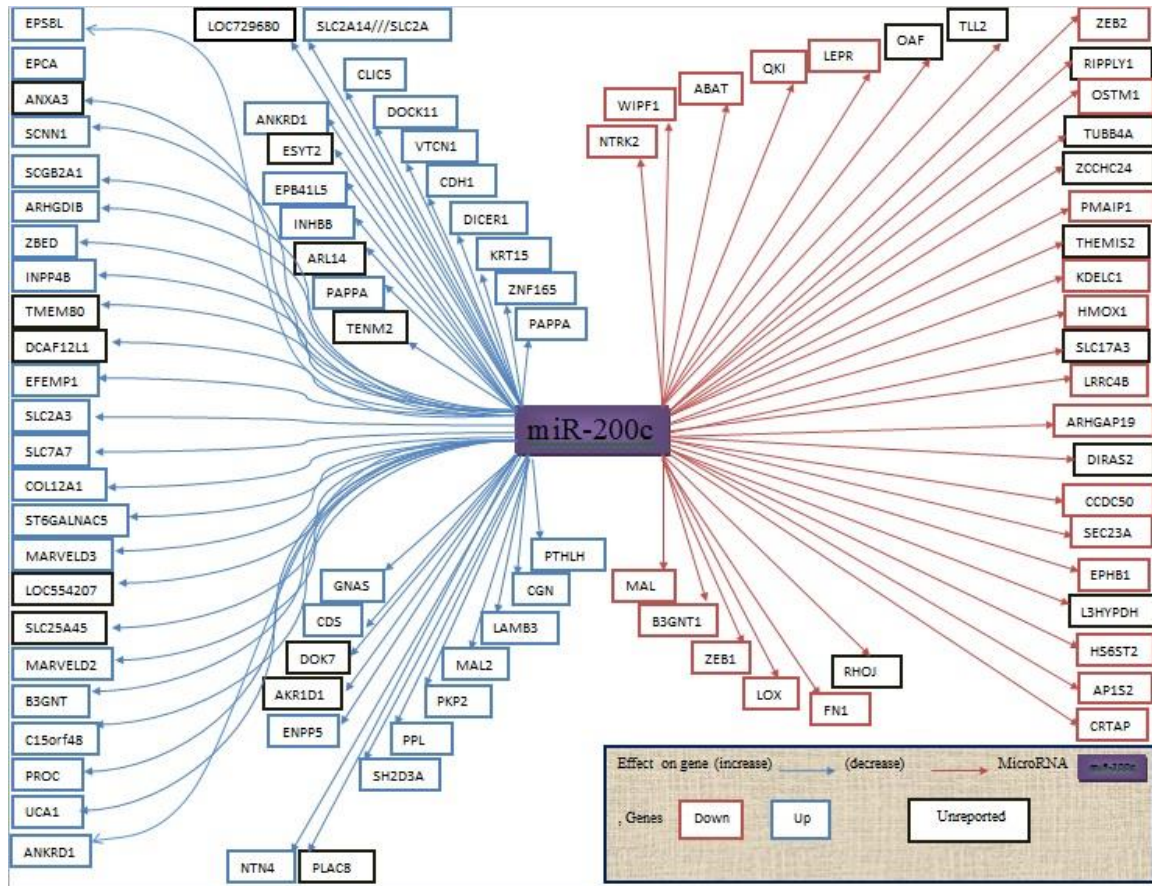 EPSBL
EPCA
ANXA3
SCNN1
SCGB2A1
ARHGDIB
ZBED
INPP4B
TMEM80
DCAF12L1
EFEMP1
SLC2A3
SLC7A7
COL12A1
ST6GALNAC5
MARVELD3
LOC554207
SLC25A45
MARVELD2
B3GNT
C15orf48
PROC
UCA1
ANKRD1
LOC729680
SLC2A14///SLC2A
CLIC5
DOCK11
VTCN1
CDH1
DICER1
KRT15
ZNF165
PAPPA
ANKRD1
ESYT2
EPB41L5
INHBB
ARL14
PAPPA
TENM2
miR-200c
GNAS
CDS
DOK7
AKR1D1
ENPP5
NTN4
PLAC8
SH2D3A
PPL
PKP2
MAL2
LAMB3
CGN
PTHLH
NTRK2
WIPF1
ABAT
QKI
LEPR
OAF
TLL2
ZEB2
RIPPLY1
OSTM1
TUBB4A
ZCCHC24
PMAIP1
THEMIS2
KDELC1
HMOX1
SLC17A3
LRRC4B
ARHGAP19
DIRAS2
CCDC50
SEC23A
EPHB1
L3HYPDH
HS6ST2
AP1S2
CRTAP
MAL
B3GNT1
ZEB1
LOX
FN1
RHOJ
Effect on gene (increase) (decrease) MicroRNA miR-200c
, Genes Down Up Unreported